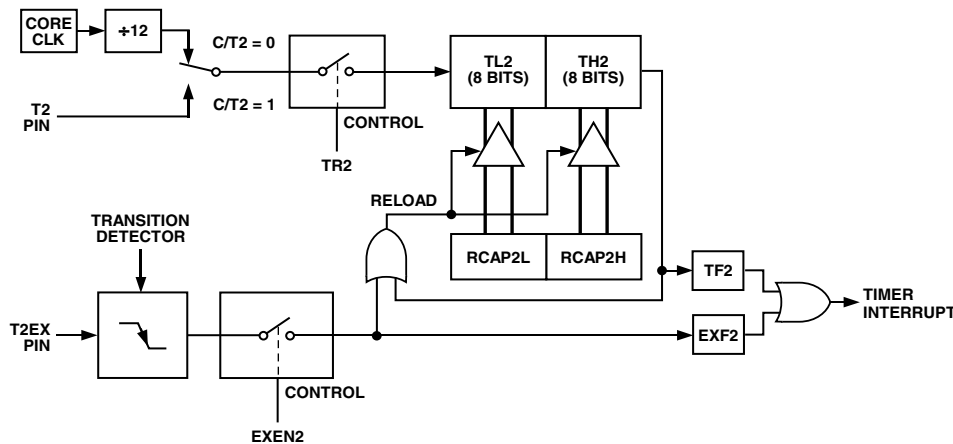 CORE
CLK
÷12
C/T2 = 0
C/T2 = 1
T2
PIN
CONTROL
TR2
TL2
(8 BITS)
TH2
(8 BITS)
RELOAD
TRANSITION
DETECTOR
RCAP2L
RCAP2H
TF2
TIMER
INTERRUPT
T2EX
PIN
EXF2
CONTROL
EXEN2